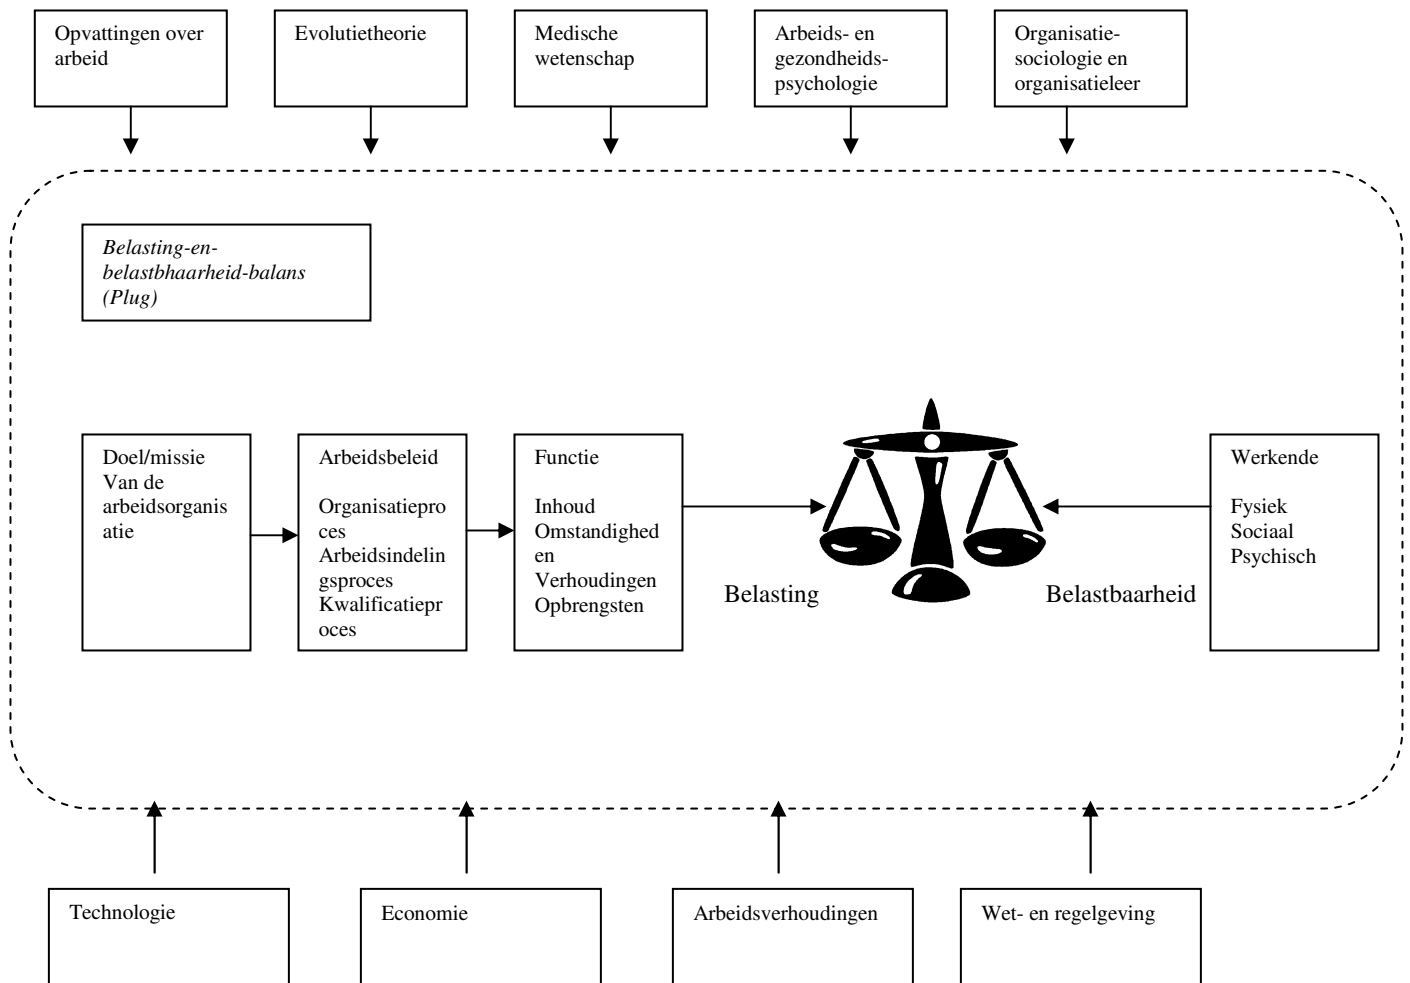 Opvattingen over
arbeid
Evolutietheorie
Medische
wetenschap
Arbeids- en
gezondheids-
psychologie
Organisatie-
sociologie en
organisatieleer
Belasting-en-
belastbhaarheid-balans
(Plug)
Doel/missie
Van de
arbeidsorganis
atie
Arbeidsbeleid
Organisatiepro
ces
Arbeidsindelin
gsproces
Kwalificatiepr
oces
Functie
Inhoud
Omstandighed
en
Verhoudingen
Opbrengsten
Belasting
Belastbaarheid
Werkende
Fysiek
Sociaal
Psychisch
Technologie
Economie
Arbeidsverhoudingen
Wet- en regelgeving